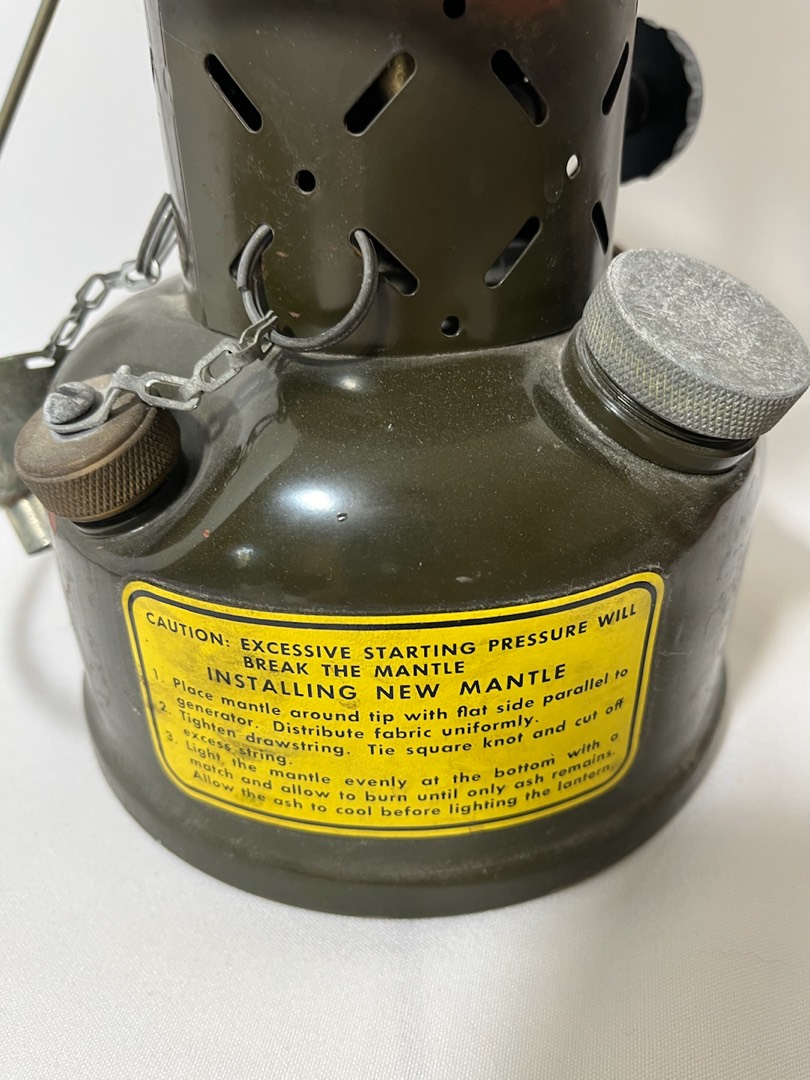 CAUTION: EXCESSIVE STARTING PRESSURE WILL
BREAK THE MANTLE
INSTALLING NEW MANTLE
1. Place mantle around tip with flat side parallel to
generator. Distribute fabric uniformly.
2. Tighten drawstring. Tie square knot and cut off
excess string.
3. Light the mantle evenly at the bottom with a
match and allow to burn until only ash remains.
Allow the ash to cool before lighting the lantern.